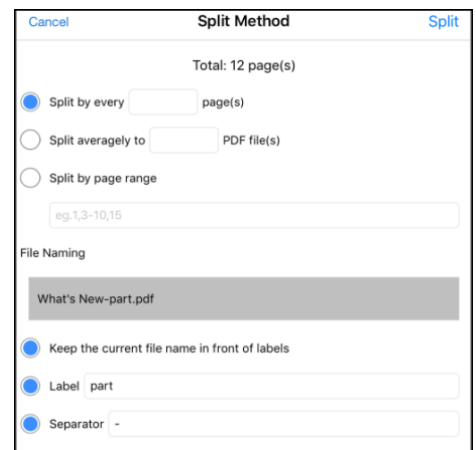 Cancel Split Method Split
Total: 12 page(s)
Split by every page(s)
Split averagely to PDF file(s)
Split by page range
eg.1,3-10,15
File Naming
What's New-part.pdf
Keep the current file name in front of labels
Label part
Separator -